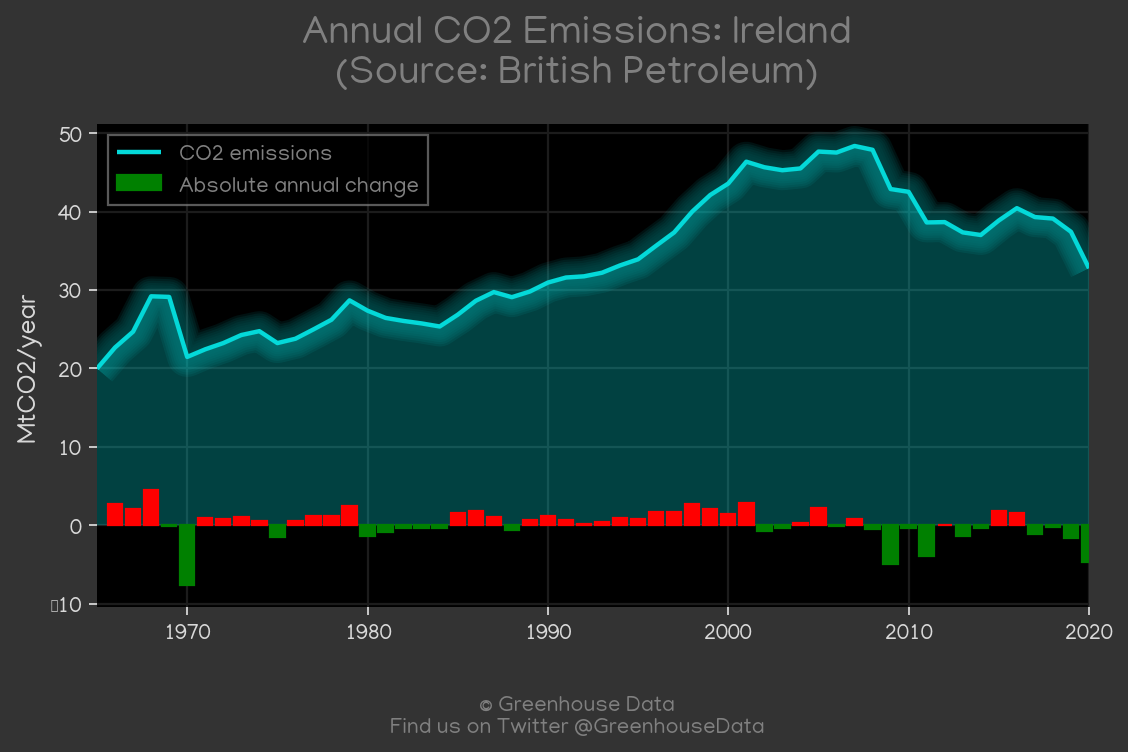 Annual CO2 Emissions: Ireland
(Source: British Petroleum)
CO2 emissions
Absolute annual change
MtCO2/year
50
40
30
20
10
0
▯10
1970
1980
1990
2000
2010
2020
© Greenhouse Data
Find us on Twitter @GreenhouseData